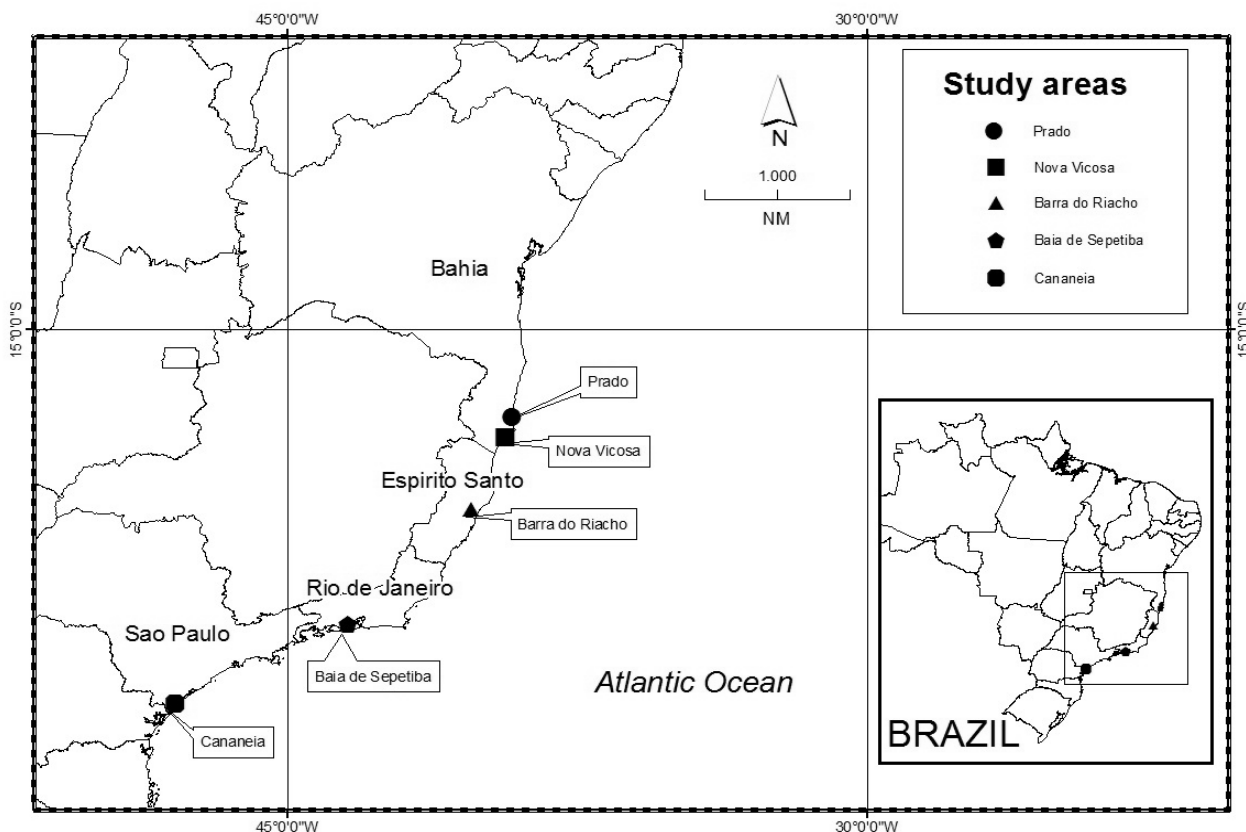 45°0'0"W
30°0'0"W
Study areas
Prado
Nova Vicosa
Barra do Riacho
Baia de Sepetiba
Cananeia
N
1.000
NM
Bahia
15°0'0"S
15°0'0"S
Prado
Nova Vicosa
Espirito Santo
Barra do Riacho
Rio de Janeiro
Sao Paulo
Baia de Sepetiba
Atlantic Ocean
Cananeia
BRAZIL
45°0'0"W
30°0'0"W